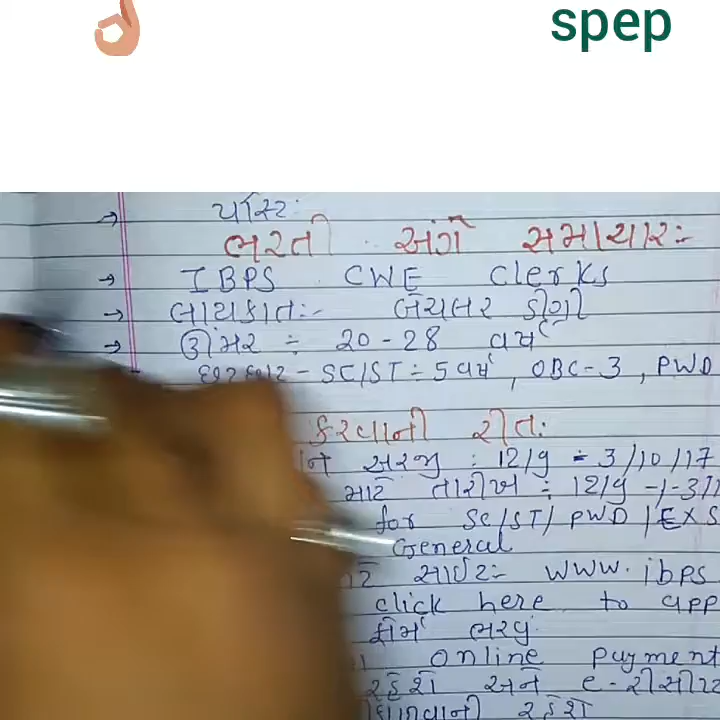 spep
પોસ્ટ:
ભરતી અંગે સમાચાર:-
→ IBPS CWE Clerks
→ લાયકાત:- બેચલર ડીગ્રી
→ ઊંમર ÷ 20-28 વર્ષ
છુટછાટ - SC/ST ÷ 5 વર્ષ, OBC-3, PWD
કરવાની રીત:
અરજી : 12/9 - 3/10/17
માટે તારીખ ÷ 12/9
for SC/ST/PWD/EXS
General
સાઈટ:- www.ibps
click here to app
ફોર્મ ભરવું
online payment
રહેશે અને e-રીસીપ્ટ
રહેશે